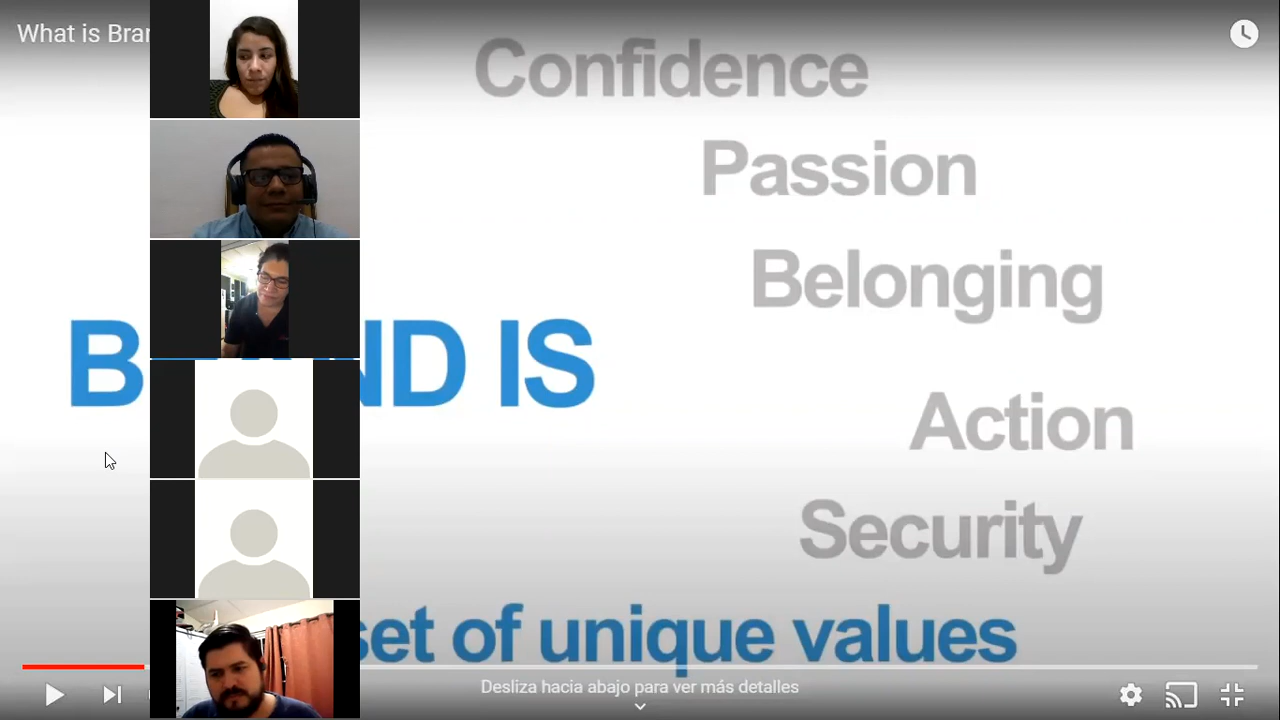 What is Bran
Confidence
Passion
Belonging
B ND IS
Action
Security
set of unique values
Desliza hacia abajo para ver más detalles